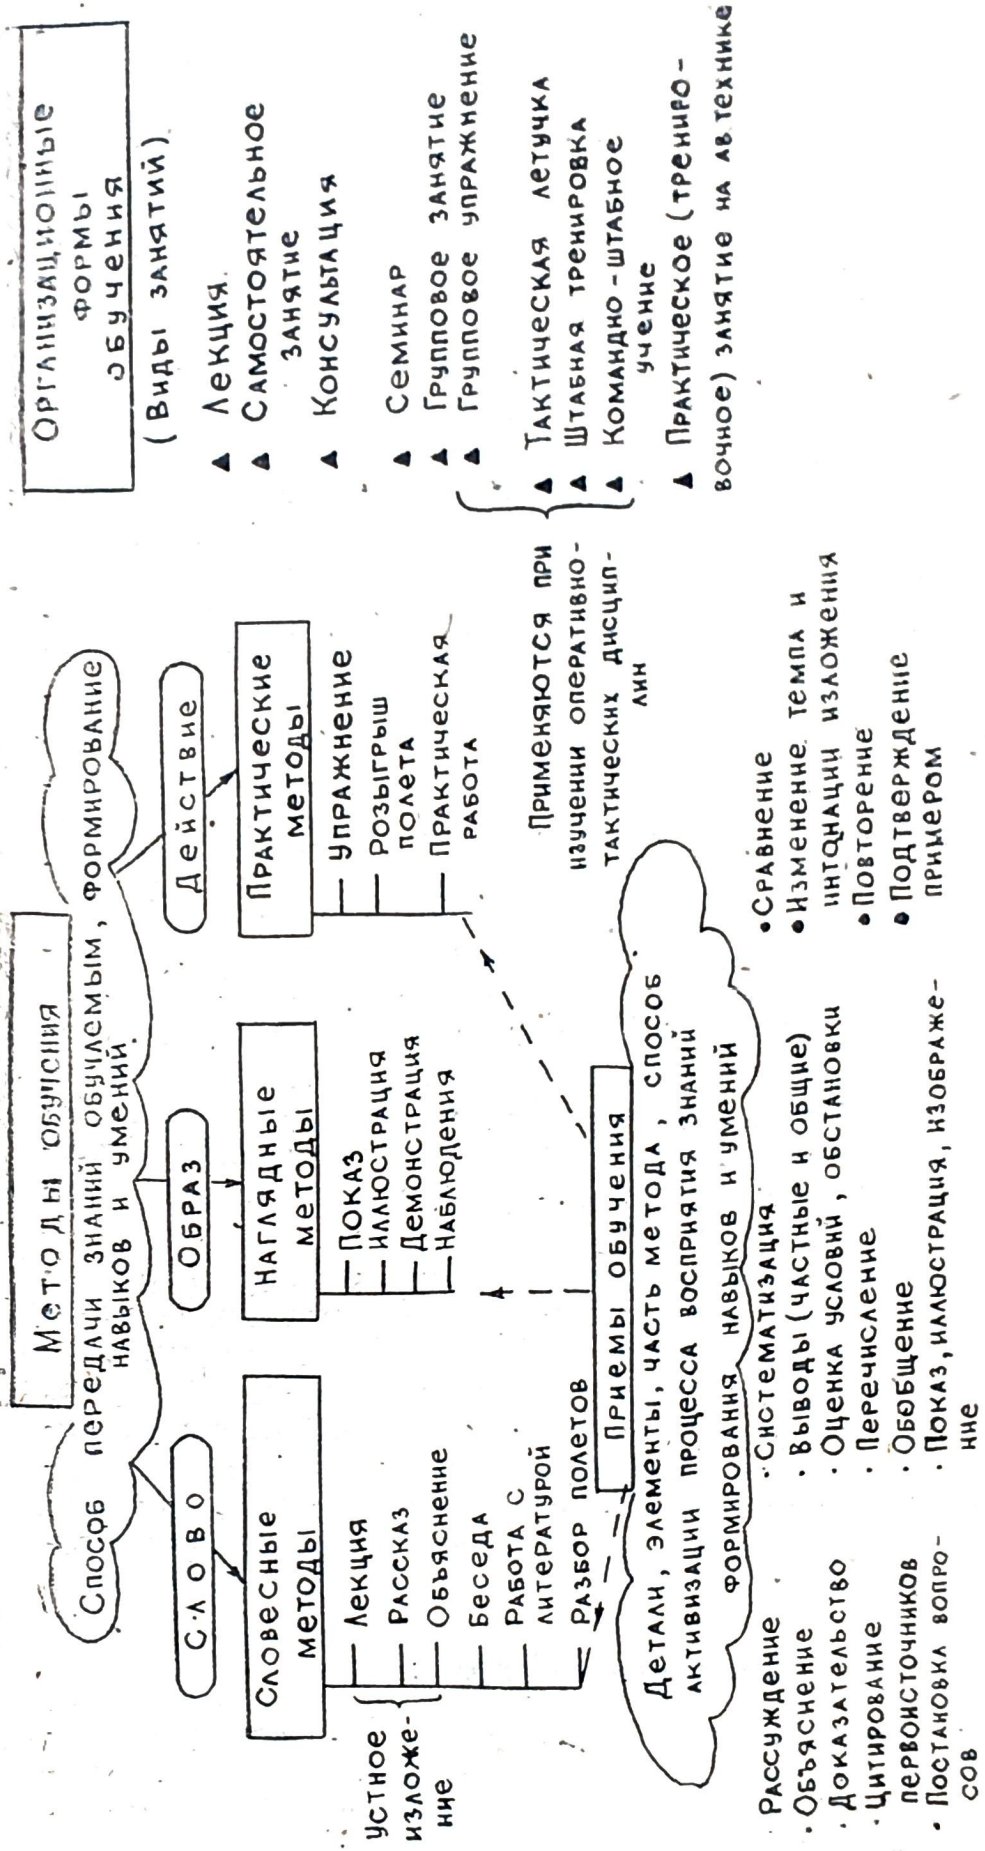 Методы обучения
Способ передачи знаний обучаемым, формирование
навыков и умений.
Слово
Словесные
методы
Лекция
Рассказ
Объяснение
Беседа
Работа с
литературой
Разбор полетов
Устное
изложе-
ние
Образ
Наглядные
методы
Показ
Иллюстрация
Демонстрация
Наблюдения
Действие
Практические
методы
Упражнение
Розыгрыш
полета
Практическая
работа
Приемы обучения
Детали, элементы, часть метода, способ
активизации процесса восприятия знаний
формирования навыков и умений
Рассуждение
• Объяснение
• Доказательство
• Цитирование
первоисточников
• Постановка вопро-
сов
• Систематизация
• Выводы (частные и общие)
• Оценка условий, обстановки
• Перечисление
• Обобщение
• Показ, иллюстрация, изображе-
ние
• Сравнение
• Изменение темпа и
интонации изложения
• Повторение
• Подтверждение
примером
Организационные
формы
обучения
(Виды занятий)
▲ Лекция.
▲ Самостоятельное
занятие
▲ Консультация
▲ Семинар
▲ Групповое занятие
▲ Групповое упражнение
▲ Тактическая летучка
▲ Штабная тренировка
▲ Командно-штабное
учение
▲ Практическое (трениро-
вочное) занятие на ав. технике
Применяются при
изучении оперативно-
тактических дисцип-
лин